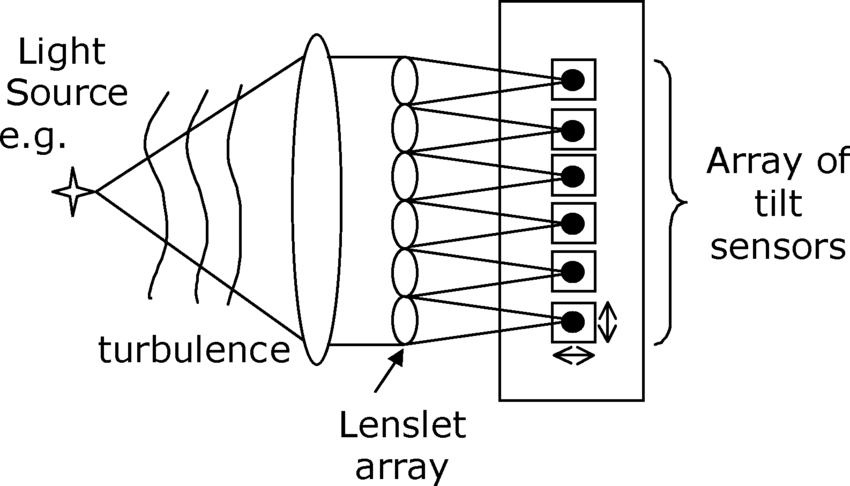 Light
Source
e.g.
turbulence
Lenslet
array
Array of
tilt
sensors